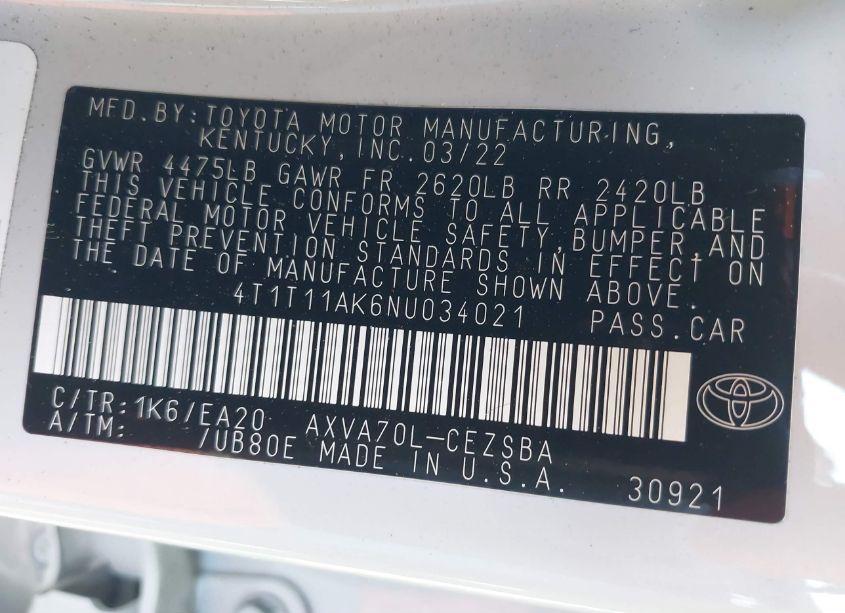 MFD. BY: TOYOTA MOTOR MANUFACTURING,
KENTUCKY, INC. 03/22
GVWR 4475LB GAWR FR 2620LB RR 2420LB
THIS VEHICLE CONFORMS TO ALL APPLICABLE
FEDERAL MOTOR VEHICLE SAFETY, BUMPER, AND
THEFT PREVENTION STANDARDS IN EFFECT ON
THE DATE OF MANUFACTURE SHOWN ABOVE.
4T1T11AK6NU034021 PASS. CAR
C/TR: 1K6/EA20 AXVA70L-CEZSBA
A/TM: /UB80E MADE IN U.S.A. 30921